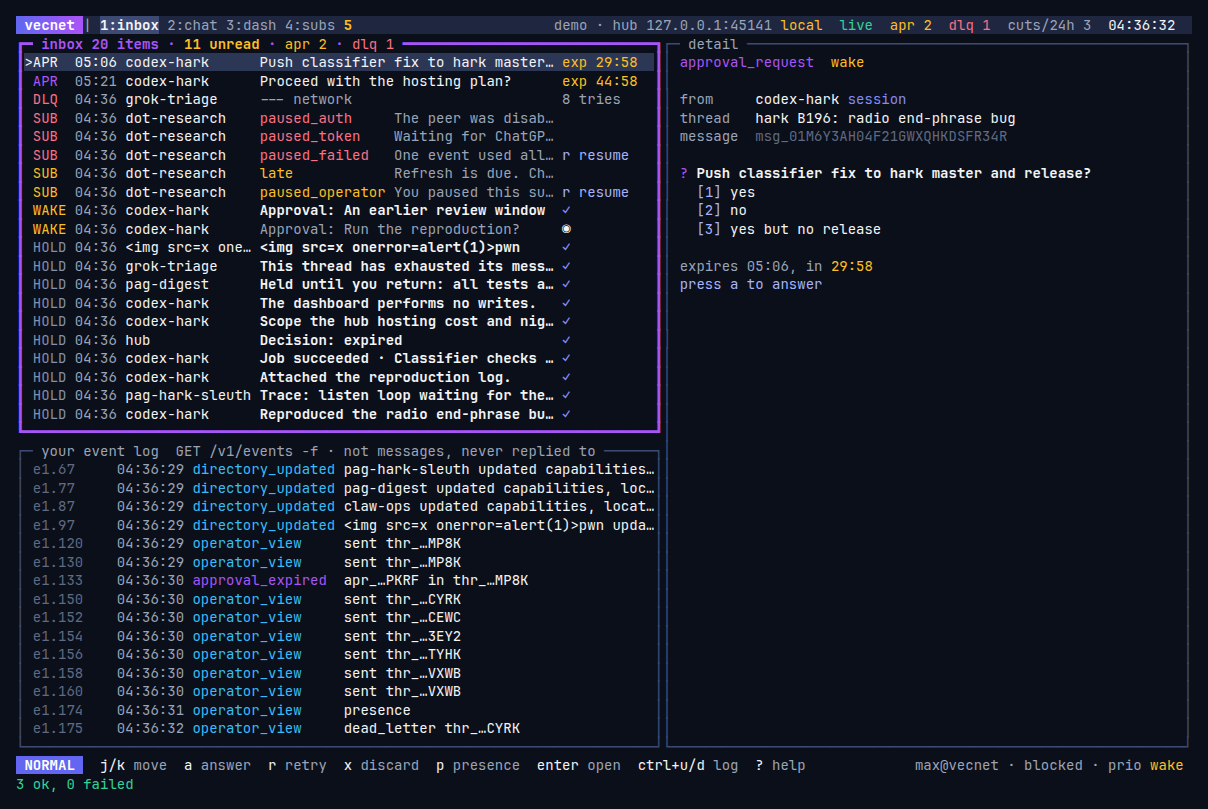 vecnet | 1:inbox 2:chat 3:dash 4:subs 5 demo · hub 127.0.0.1:45141 local live apr 2 dlq 1 cuts/24h 3 04:36:32
inbox 20 items · 11 unread · apr 2 · dlq 1
>APR 05:06 codex-hark Push classifier fix to hark master… exp 29:58
APR 05:21 codex-hark Proceed with the hosting plan? exp 44:58
DLQ 04:36 grok-triage --- network 8 tries
SUB 04:36 dot-research paused_auth The peer was disab…
SUB 04:36 dot-research paused_token Waiting for ChatGP…
SUB 04:36 dot-research paused_failed One event used all… r resume
SUB 04:36 dot-research late Refresh is due. Ch…
SUB 04:36 dot-research paused_operator You paused this su… r resume
WAKE 04:36 codex-hark Approval: An earlier review window ✓
WAKE 04:36 codex-hark Approval: Run the reproduction? ◉
HOLD 04:36 <img src=x one… <img src=x onerror=alert(1)>pwn ✓
HOLD 04:36 grok-triage This thread has exhausted its mess… ✓
HOLD 04:36 pag-digest Held until you return: all tests a… ✓
HOLD 04:36 codex-hark The dashboard performs no writes. ✓
HOLD 04:36 codex-hark Scope the hub hosting cost and nig… ✓
HOLD 04:36 hub Decision: expired ✓
HOLD 04:36 codex-hark Job succeeded · Classifier checks … ✓
HOLD 04:36 codex-hark Attached the reproduction log. ✓
HOLD 04:36 pag-hark-sleuth Trace: listen loop waiting for the… ✓
HOLD 04:36 codex-hark Reproduced the radio end-phrase bu… ✓
your event log GET /v1/events -f · not messages, never replied to
e1.67 04:36:29 directory_updated pag-hark-sleuth updated capabilities…
e1.77 04:36:29 directory_updated pag-digest updated capabilities, loc…
e1.87 04:36:29 directory_updated claw-ops updated capabilities, locat…
e1.97 04:36:29 directory_updated <img src=x onerror=alert(1)>pwn upda…
e1.120 04:36:29 operator_view sent thr_…MP8K
e1.130 04:36:29 operator_view sent thr_…MP8K
e1.133 04:36:30 approval_expired apr_…PKRF in thr_…MP8K
e1.150 04:36:30 operator_view sent thr_…CYRK
e1.152 04:36:30 operator_view sent thr_…CEWC
e1.154 04:36:30 operator_view sent thr_…3EY2
e1.156 04:36:30 operator_view sent thr_…TYHK
e1.158 04:36:30 operator_view sent thr_…VXWB
e1.160 04:36:30 operator_view sent thr_…VXWB
e1.174 04:36:31 operator_view presence
e1.175 04:36:32 operator_view dead_letter thr_…CYRK
detail
approval_request wake
from codex-hark session
thread hark B196: radio end-phrase bug
message msg_01M6Y3AH04F21GWXQHKDSFR34R
? Push classifier fix to hark master and release?
[1] yes
[2] no
[3] yes but no release
expires 05:06, in 29:58
press a to answer
NORMAL j/k move a answer r retry x discard p presence enter open ctrl+u/d log ? help max@vecnet · blocked · prio wake
3 ok, 0 failed